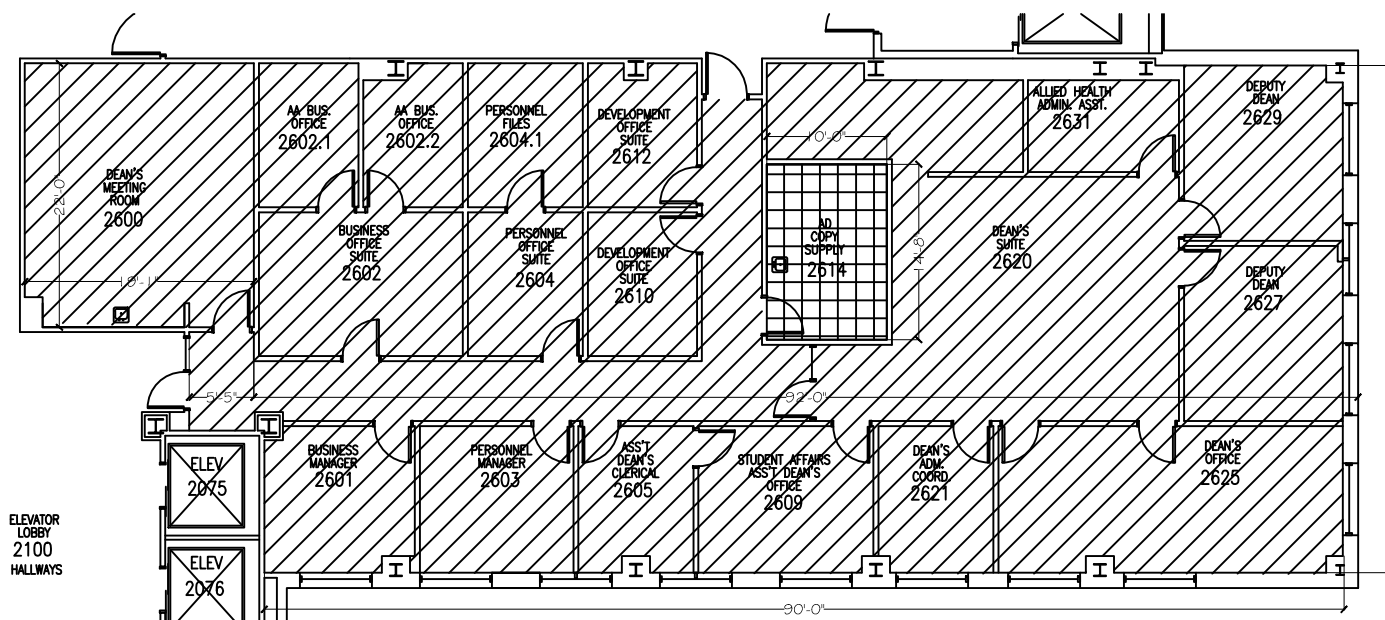 AA BUS.
OFFICE
2602.1
AA BUS.
OFFICE
2602.2
PERSONNEL
FILES
2604.1
DEVELOPMENT
OFFICE
SUITE
2612
ALLIED HEALTH
ADMIN. ASST.
2631
DEPUTY
DEAN
2629
10'-0"
DEAN'S
MEETING
ROOM
2600
22'-0"
19'-1"
BUSINESS
OFFICE
SUITE
2602
PERSONNEL
OFFICE
SUITE
2604
DEVELOPMENT
OFFICE
SUITE
2610
AD
COPY
SUPPLY
2614
14'-8"
DEAN'S
SUITE
2620
DEPUTY
DEAN
2627
5'-5"
92'-0"
BUSINESS
MANAGER
2601
PERSONNEL
MANAGER
2603
ASS'T
DEAN'S
CLERICAL
2605
STUDENT AFFAIRS
ASS'T DEAN'S
OFFICE
2609
DEAN'S
ADM.
COORD.
2621
DEAN'S
OFFICE
2625
ELEV
2075
ELEVATOR
LOBBY
2100
HALLWAYS
ELEV
2076
90'-0"